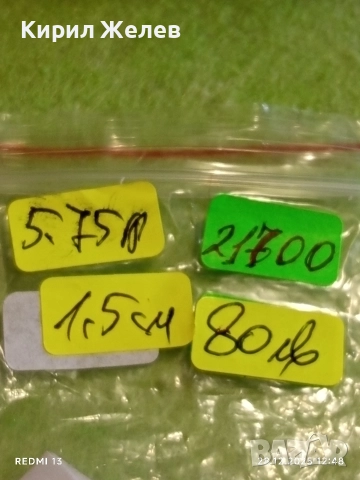 Кирил Желев
5.75гр
21700
1,5см
80лв
REDMI 13